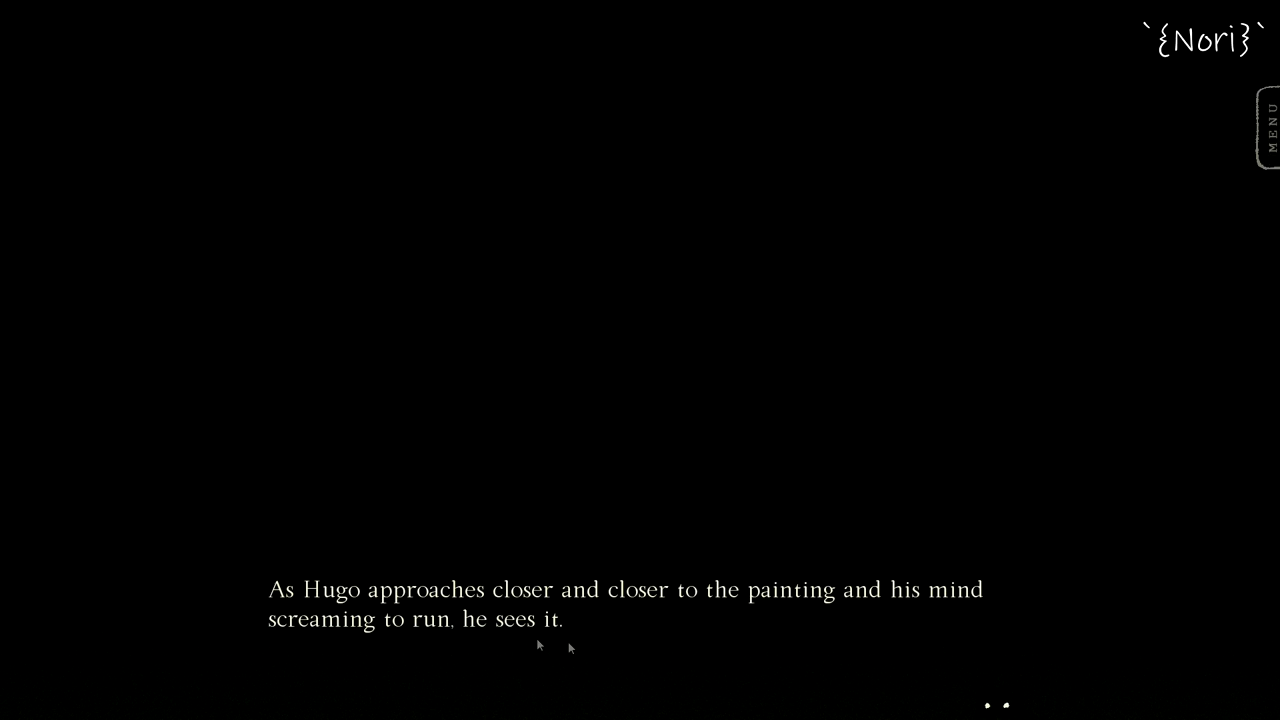 `{Nori}`
MENU
As Hugo approaches closer and closer to the painting and his mind
screaming to run, he sees it.